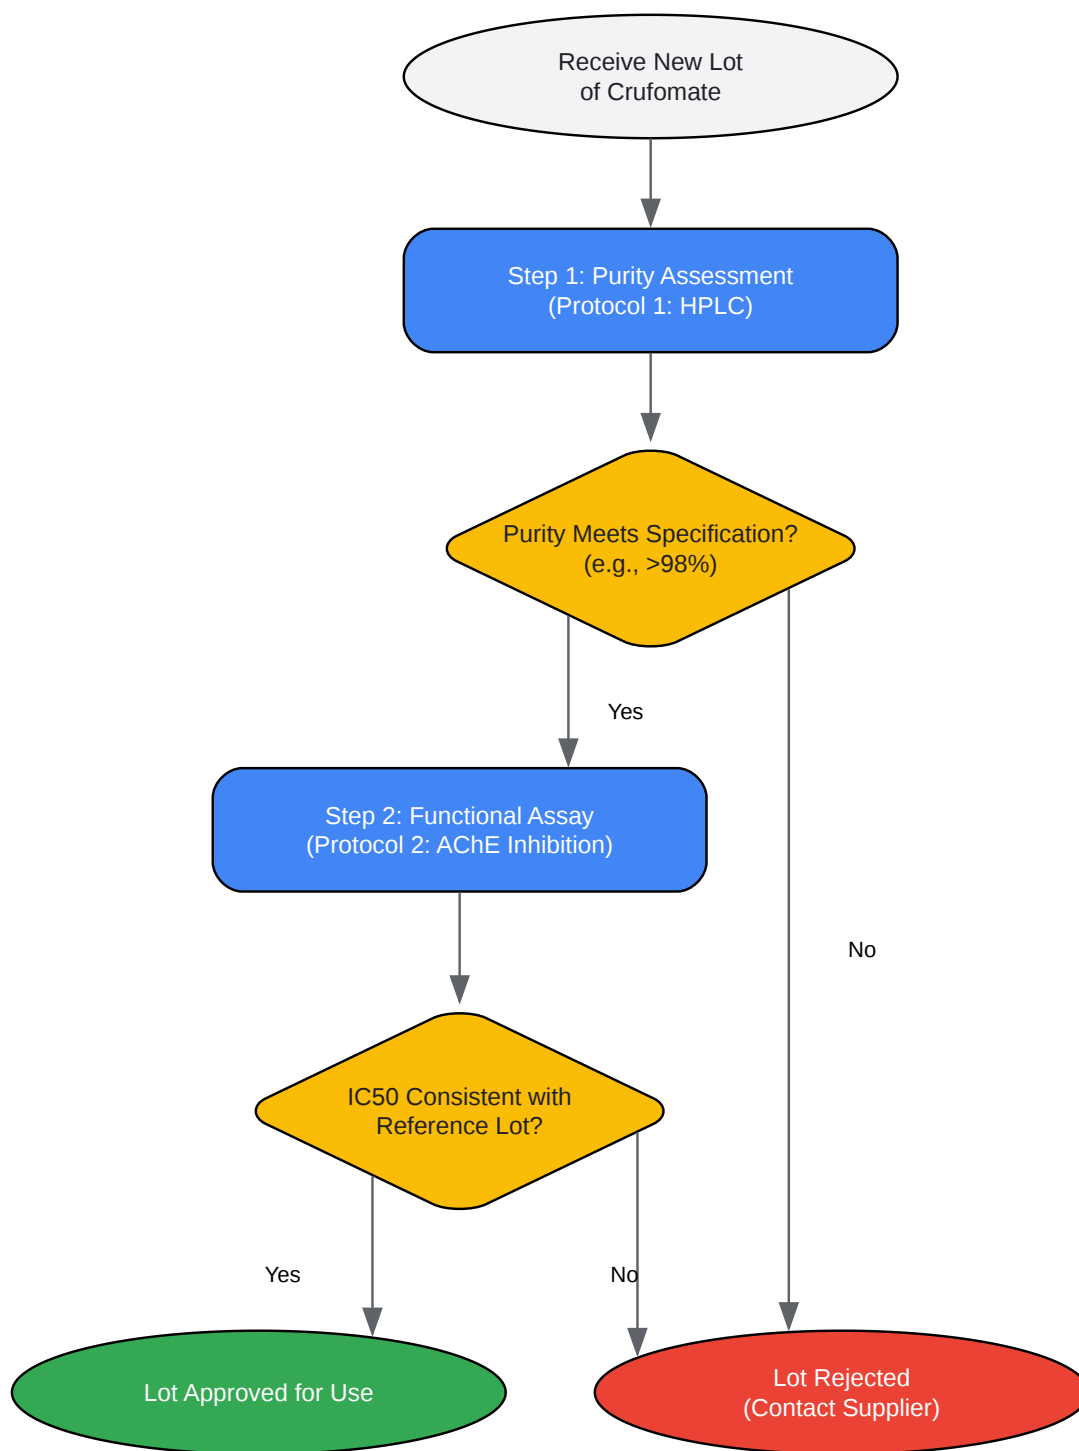 Receive New Lot
of Crufomate
Step 1: Purity Assessment
(Protocol 1: HPLC)
Purity Meets Specification?
(e.g., >98%)
Yes
Step 2: Functional Assay
(Protocol 2: AChE Inhibition)
No
IC50 Consistent with
Reference Lot?
Yes
No
Lot Approved for Use
Lot Rejected
(Contact Supplier)